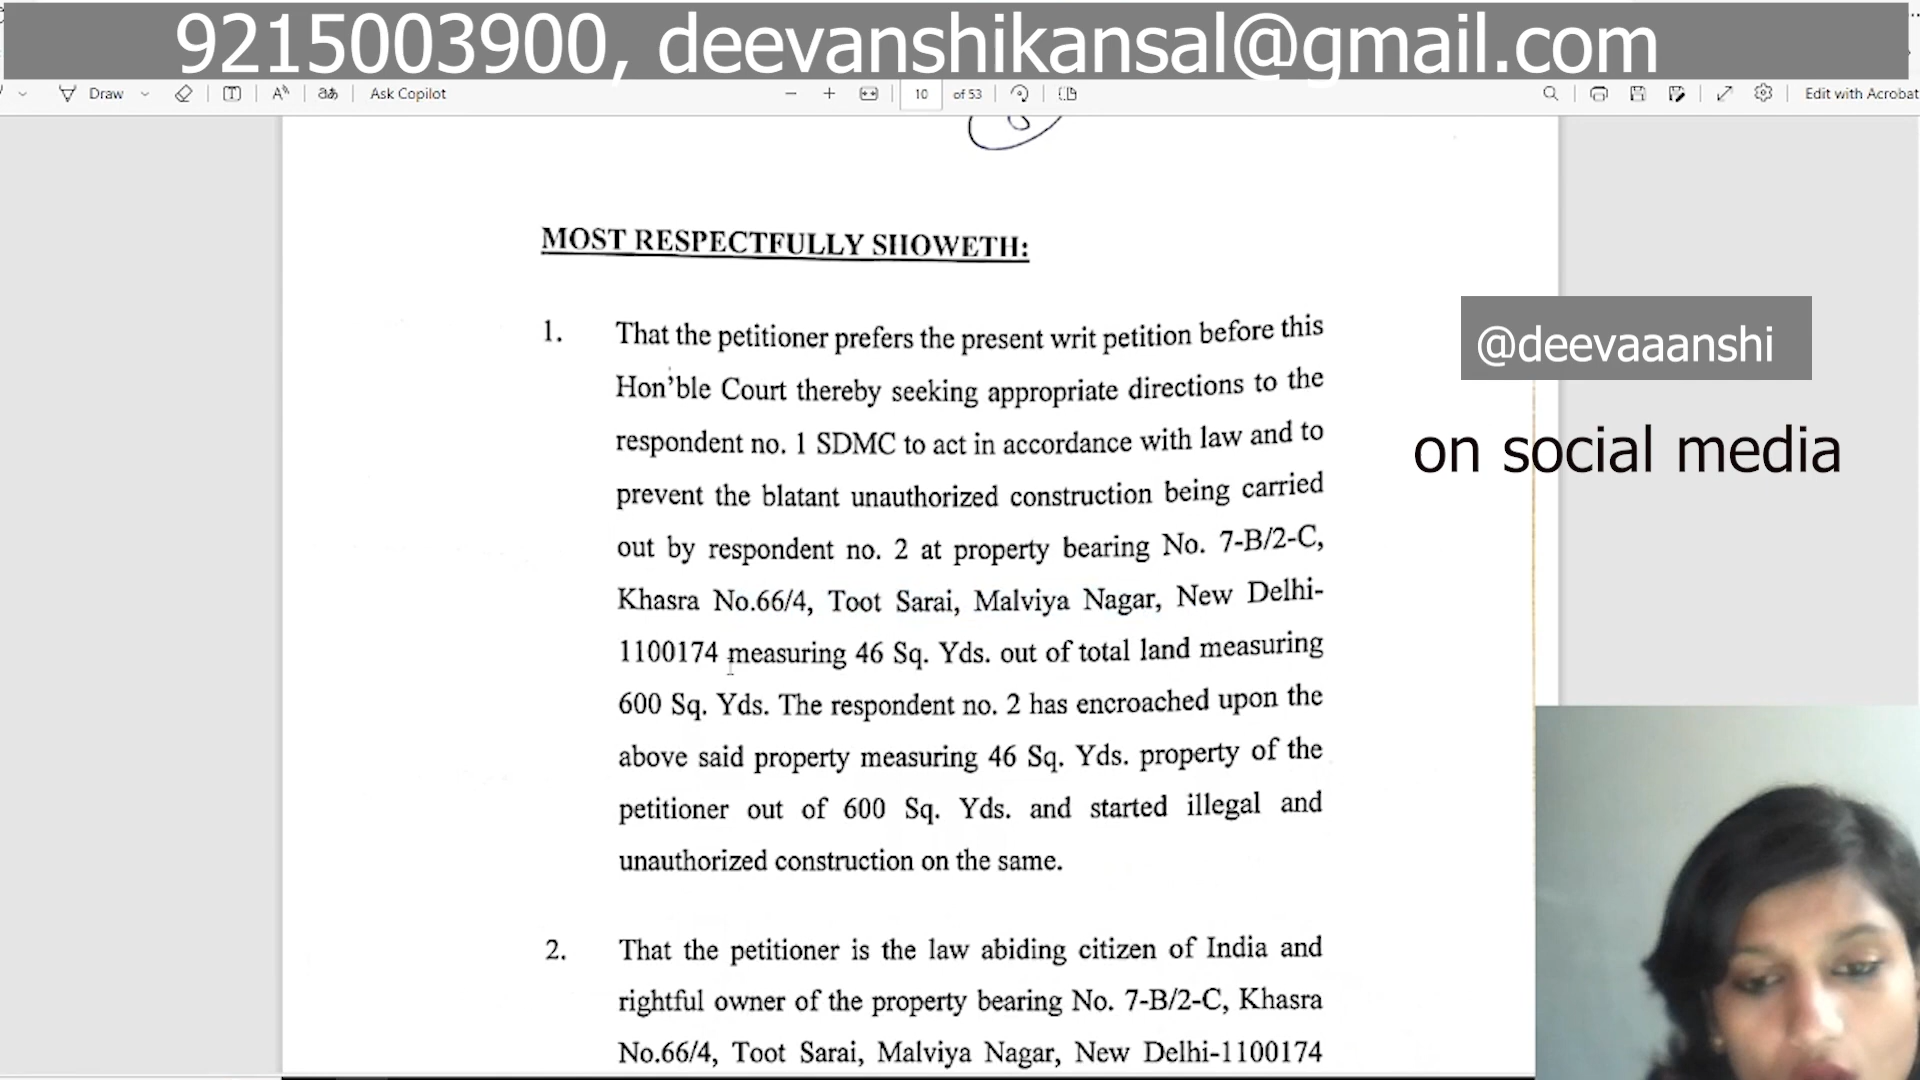 9215003900, deevanshikansal@gmail.com
Draw
Ask Copilot
10 of 53
Edit with Acrobat
MOST RESPECTFULLY SHOWETH:
1. That the petitioner prefers the present writ petition before this
Hon'ble Court thereby seeking appropriate directions to the
respondent no. 1 SDMC to act in accordance with law and to
prevent the blatant unauthorized construction being carried
out by respondent no. 2 at property bearing No. 7-B/2-C,
Khasra No.66/4, Toot Sarai, Malviya Nagar, New Delhi-
1100174 measuring 46 Sq. Yds. out of total land measuring
600 Sq. Yds. The respondent no. 2 has encroached upon the
above said property measuring 46 Sq. Yds. property of the
petitioner out of 600 Sq. Yds. and started illegal and
unauthorized construction on the same.
2. That the petitioner is the law abiding citizen of India and
rightful owner of the property bearing No. 7-B/2-C, Khasra
No.66/4, Toot Sarai, Malviya Nagar, New Delhi-1100174
@deevaaanshi
on social media